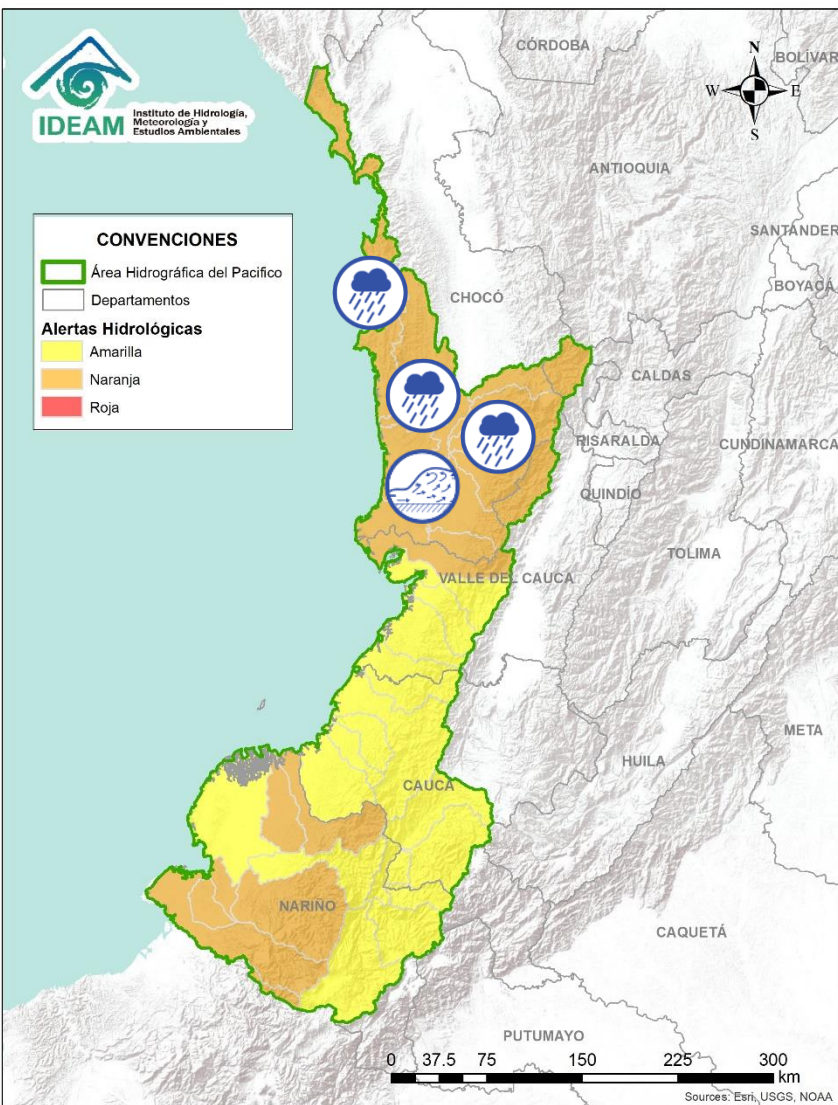 IDEAM
Instituto de Hidrología,
Meteorología y
Estudios Ambientales
CÓRDOBA
BOLÍVAR
N
W
E
S
ANTIOQUIA
SANTANDER
BOYACÁ
CONVENCIONES
Área Hidrográfica del Pacifico
Departamentos
Alertas Hidrológicas
Amarilla
Naranja
Roja
CHOCÓ
CALDAS
RISARALDA
CUNDINAMARCA
QUINDÍO
TOLIMA
VALLE DEL CAUCA
META
HUILA
CAUCA
NARIÑO
CAQUETÁ
PUTUMAYO
0 37.5 75 150 225 300
km
Sources: Esri, USGS, NOAA